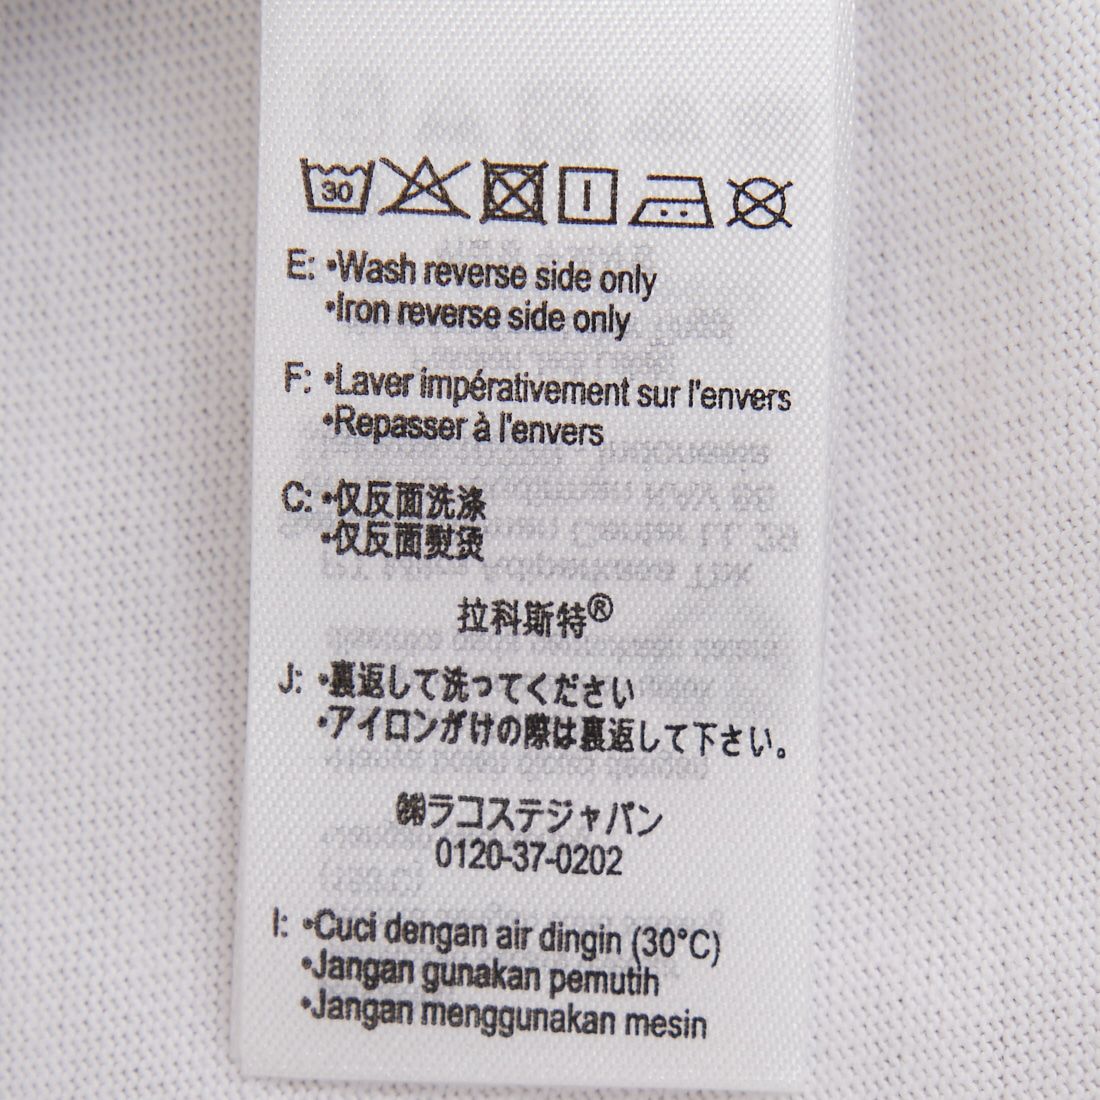 30
E: •Wash reverse side only
•Iron reverse side only
F: •Laver impérativement sur l'envers
•Repasser à l'envers
C: •仅反面洗涤
•仅反面熨烫
拉科斯特®
J: •裏返して洗ってください
•アイロンがけの際は裏返して下さい。
㈱ラコステジャパン
0120-37-0202
I: •Cuci dengan air dingin (30°C)
•Jangan gunakan pemutih
•Jangan menggunakan mesin